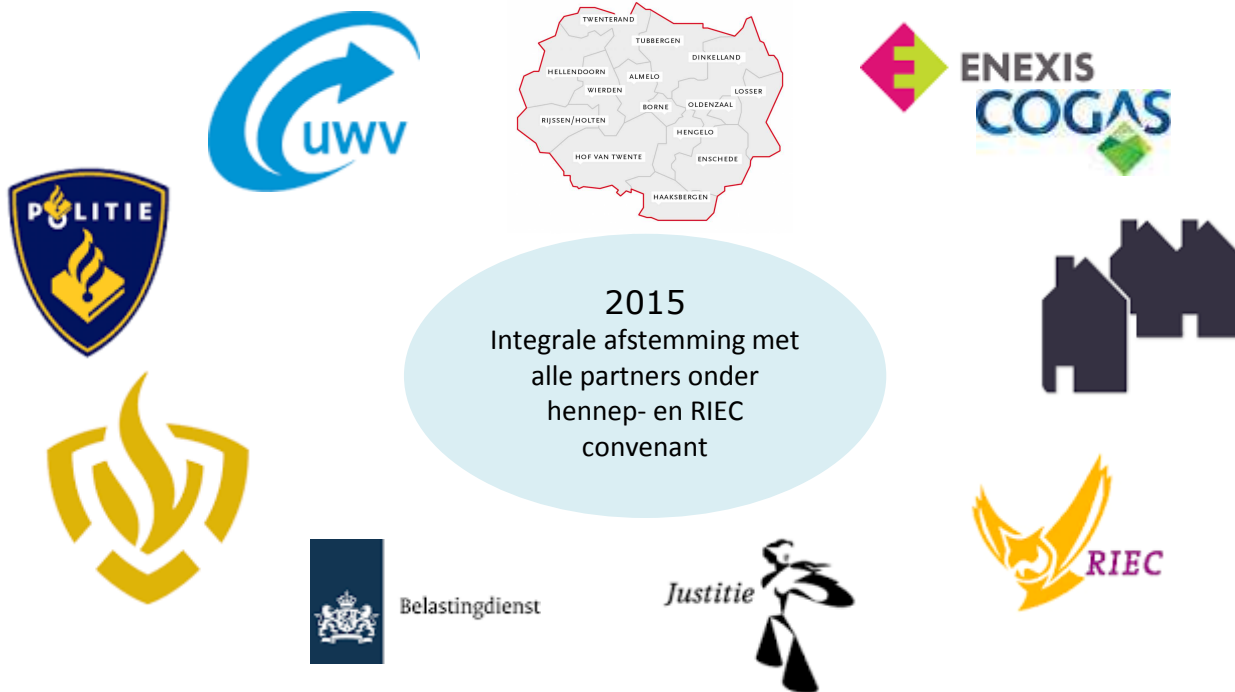 uwv
TWENTERAND
TUBBERGEN
DINKELLAND
HELLENDOORN
ALMELO
WIERDEN
LOSSER
BORNE
OLDENZAAL
RIJSSEN/HOLTEN
HENGELO
HOF VAN TWENTE
ENSCHEDE
HAAKSBERGEN
ENEXIS
COGAS
POLITIE
2015
Integrale afstemming met
alle partners onder
hennep- en RIEC
convenant
RIEC
Belastingdienst
Justitie